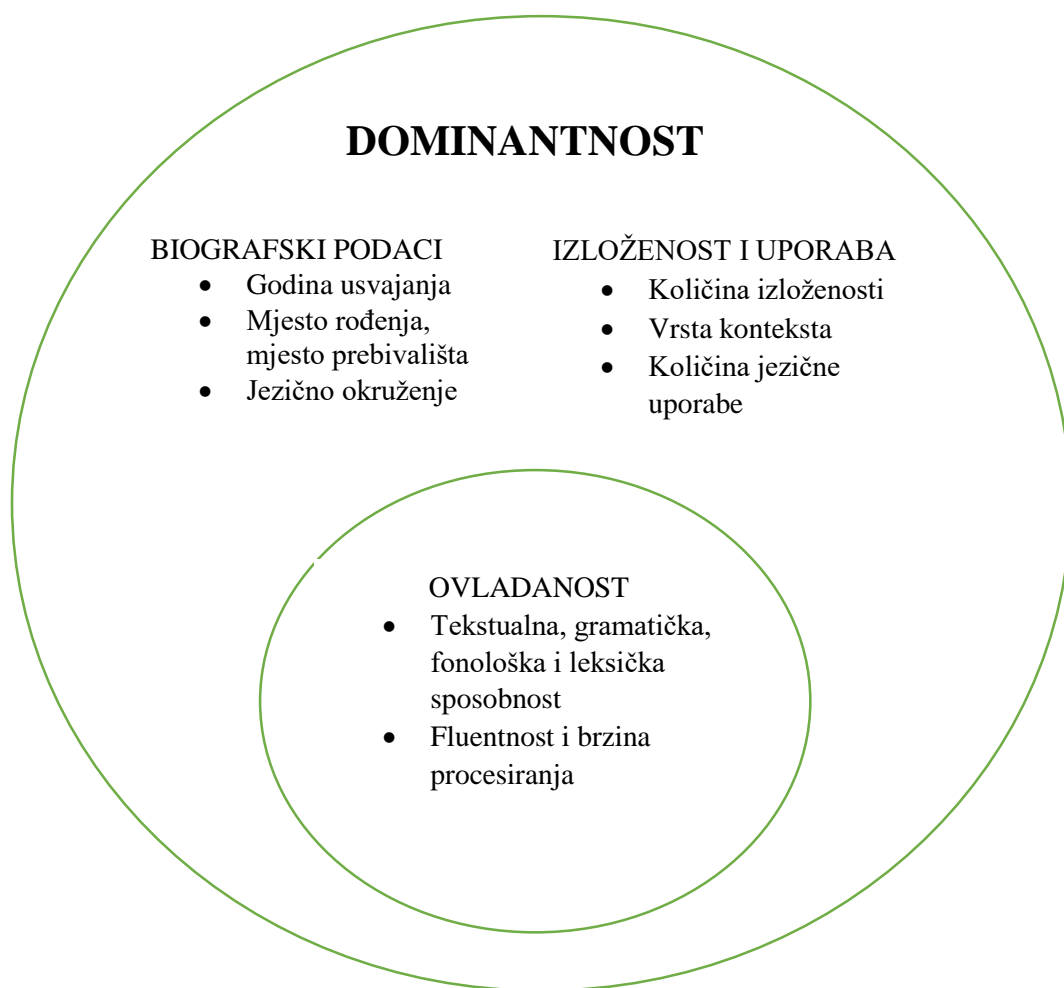 DOMINANTNOST
BIOGRAFSKI PODACI
• Godina usvajanja
• Mjesto rođenja,
mjesto prebivališta
• Jezično okruženje
IZLOŽENOST I UPORABA
• Količina izloženosti
• Vrsta konteksta
• Količina jezične
uporabe
OVLADANOST
• Tekstualna, gramatička,
fonološka i leksička
sposobnost
• Fluentnost i brzina
procesiranja